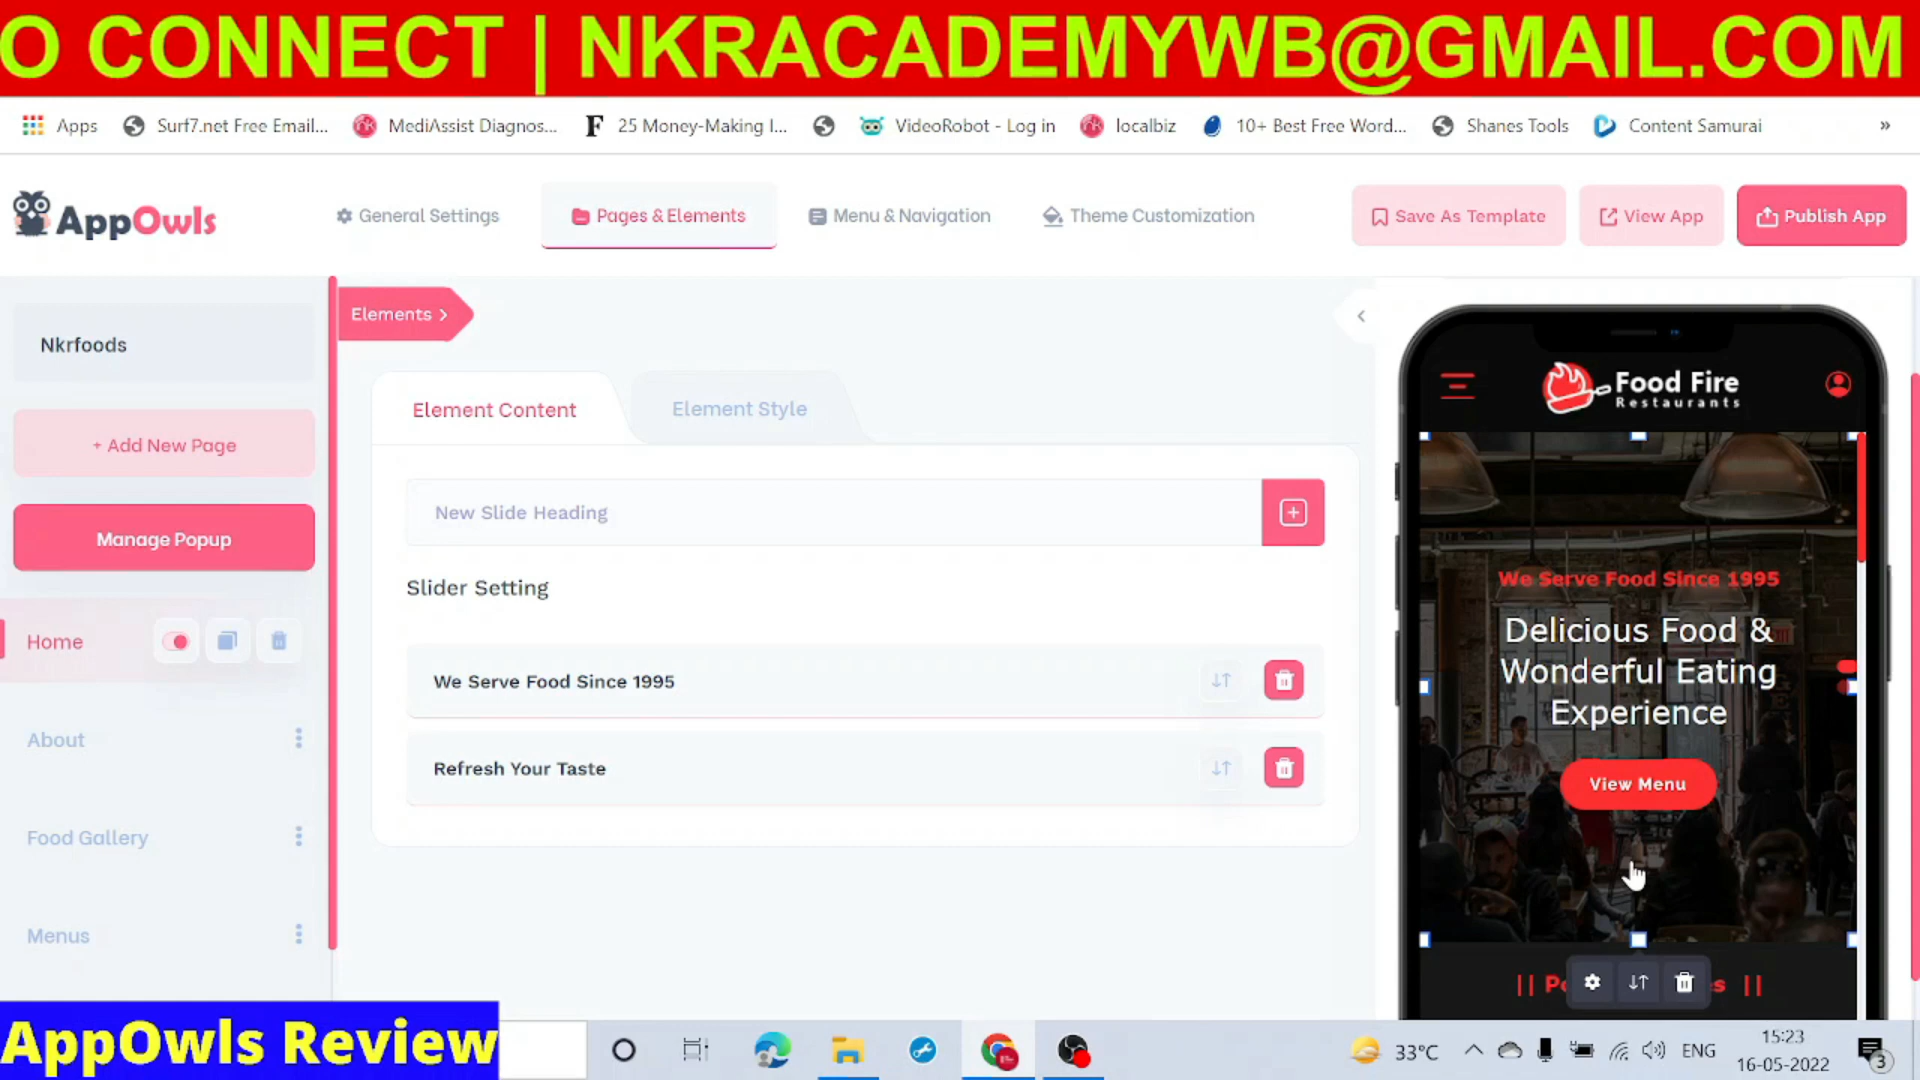 O CONNECT | NKRACADEMYWB@GMAIL.COM
Apps Surf7.net Free Email... MediAssist Diagnos... 25 Money-Making I... VideoRobot - Log in localbiz 10+ Best Free Word... Shanes Tools Content Samurai »
AppOwls General Settings Pages & Elements Menu & Navigation Theme Customization Save As Template View App Publish App
Elements >
Nkrfoods
+ Add New Page
Manage Popup
Home
About
Food Gallery
Menus
Element Content Element Style
New Slide Heading
Slider Setting
We Serve Food Since 1995
Refresh Your Taste
Food Fire
Restaurants
We Serve Food Since 1995
Delicious Food &
Wonderful Eating
Experience
View Menu
|| Po s ||
AppOwls Review
33°C ENG 15:23
16-05-2022
3